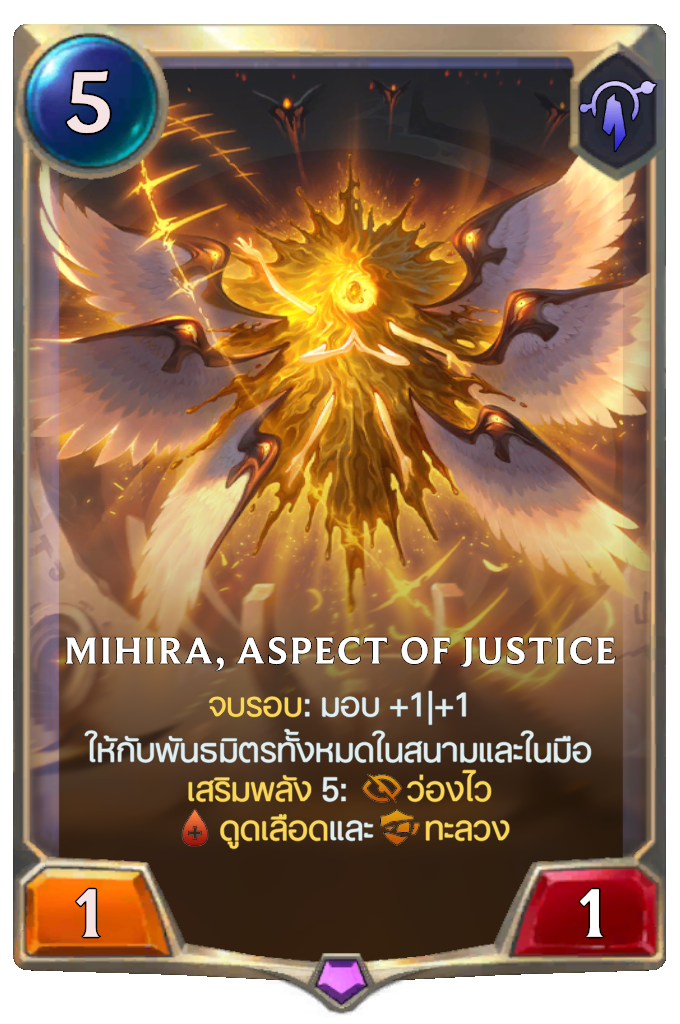 5
MIHIRA, ASPECT OF JUSTICE
จบรอบ: มอบ +1|+1
ให้กับพันธมิตรทั้งหมดในสนามและในมือ
เสริมพลัง 5: ว่องไว
ดูดเลือดและ ทะลวง
1
1